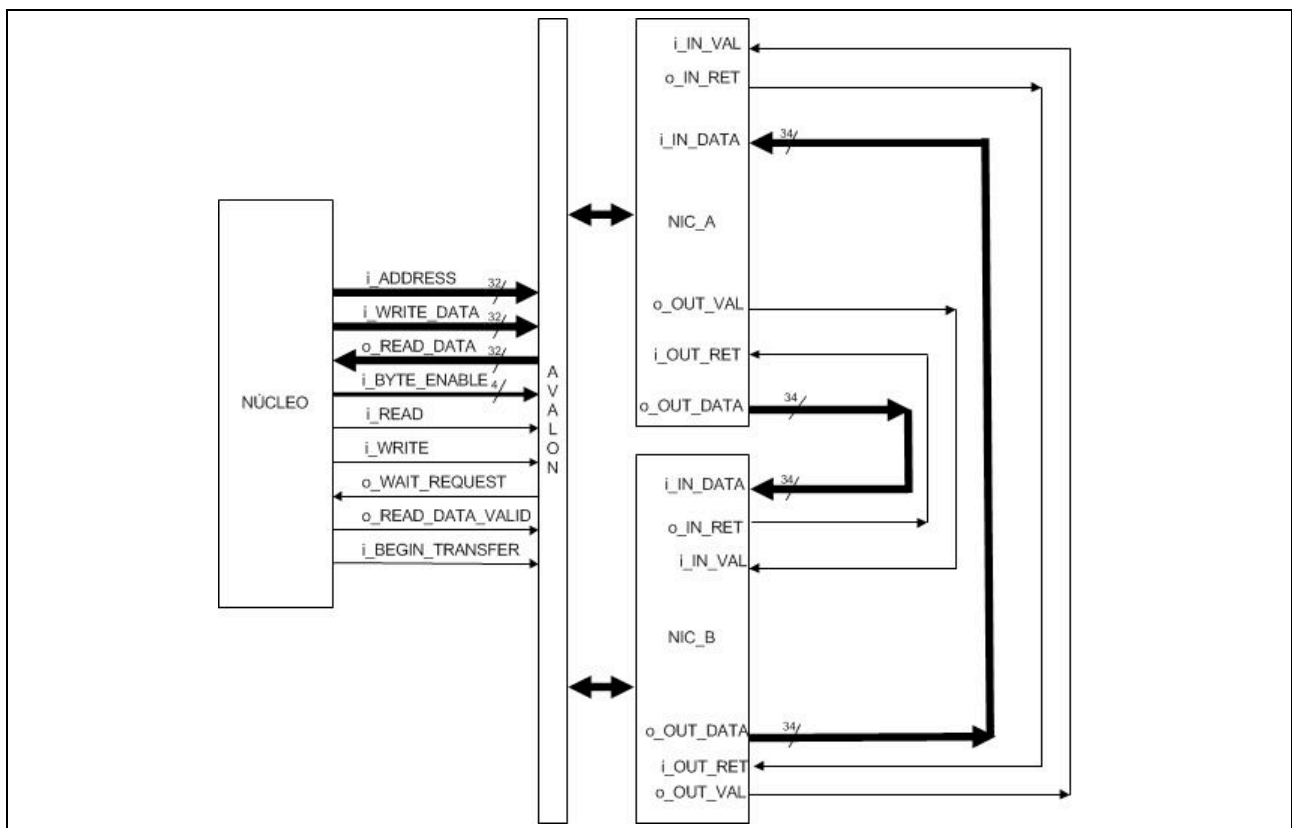 NÚCLEO
i_ADDRESS 32
i_WRITE_DATA 32
o_READ_DATA 32
i_BYTE_ENABLE 4
i_READ
i_WRITE
o_WAIT_REQUEST
o_READ_DATA_VALID
i_BEGIN_TRANSFER
A
V
A
L
O
N
i_IN_VAL
o_IN_RET
i_IN_DATA 34
NIC_A
o_OUT_VAL
i_OUT_RET
o_OUT_DATA 34
i_IN_DATA 34
o_IN_RET
i_IN_VAL
NIC_B
o_OUT_DATA 34
i_OUT_RET
o_OUT_VAL